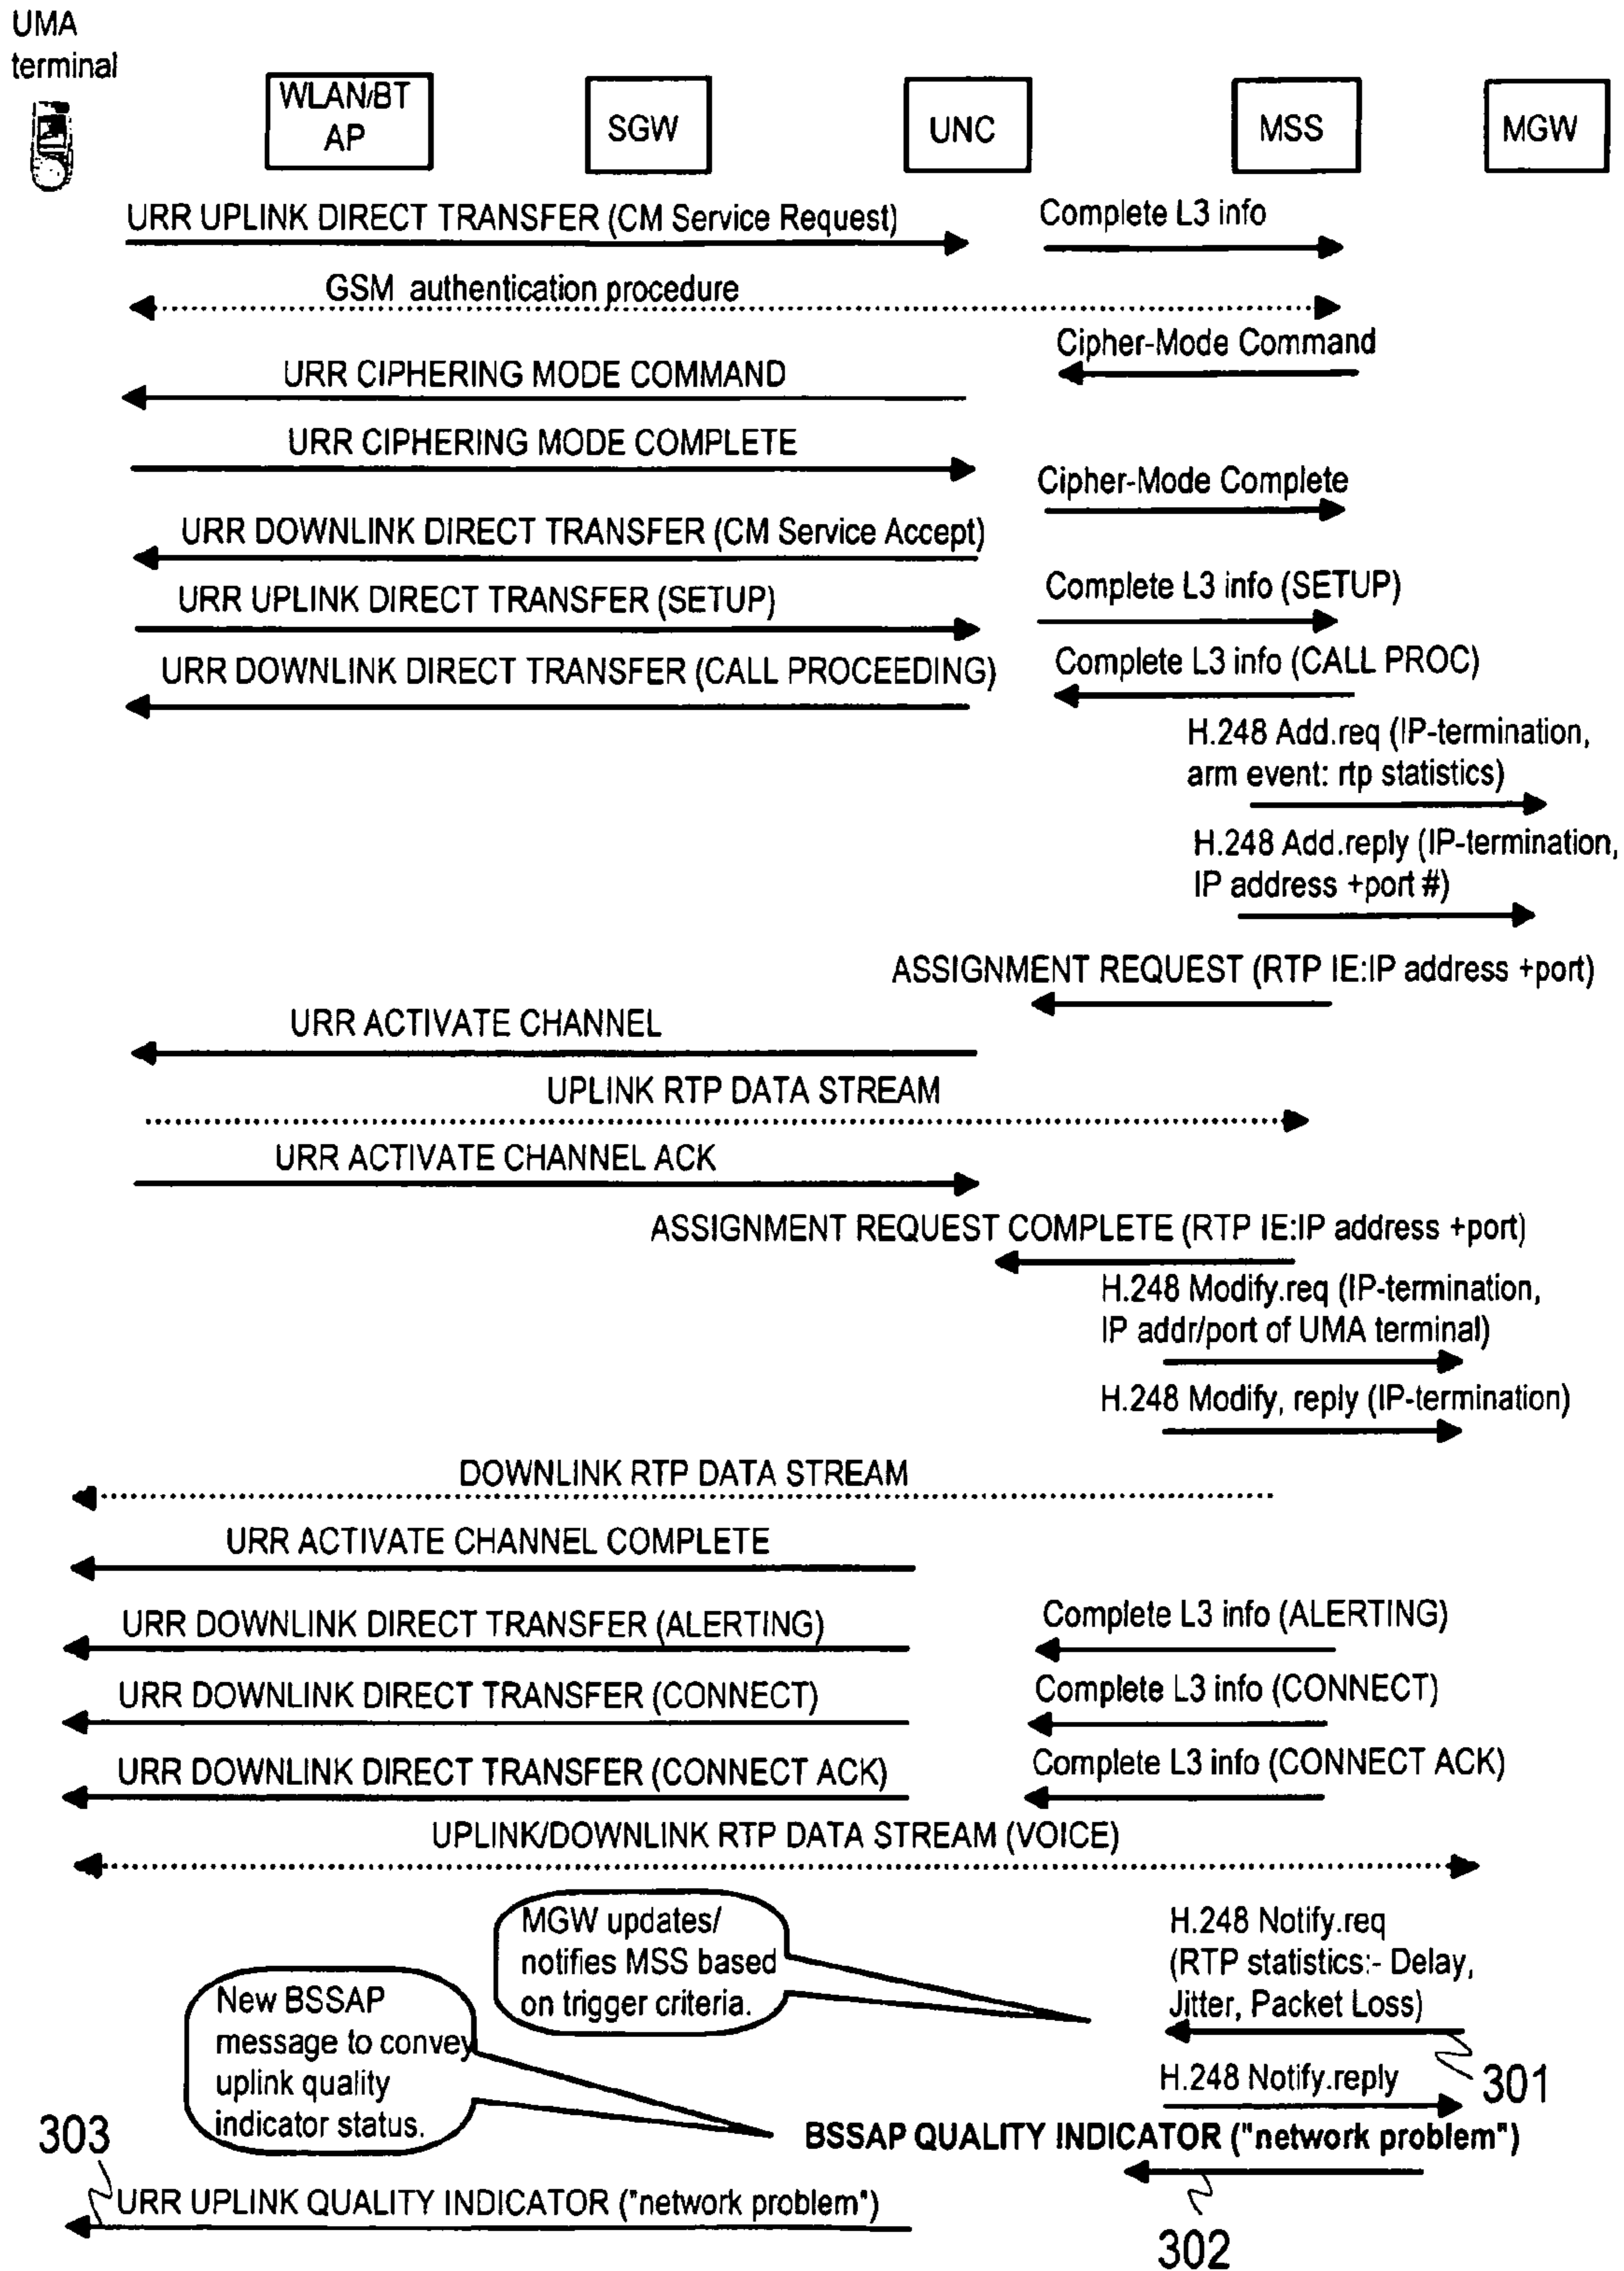 UMA
terminal
WLAN/BT
AP
SGW
UNC
MSS
MGW
URR UPLINK DIRECT TRANSFER (CM Service Request)
Complete L3 info
GSM authentication procedure
Cipher-Mode Command
URR CIPHERING MODE COMMAND
URR CIPHERING MODE COMPLETE
Cipher-Mode Complete
URR DOWNLINK DIRECT TRANSFER (CM Service Accept)
URR UPLINK DIRECT TRANSFER (SETUP)
Complete L3 info (SETUP)
URR DOWNLINK DIRECT TRANSFER (CALL PROCEEDING)
Complete L3 info (CALL PROC)
H.248 Add.req (IP-termination,
arm event: rtp statistics)
H.248 Add.reply (IP-termination,
IP address +port #)
ASSIGNMENT REQUEST (RTP IE:IP address +port)
URR ACTIVATE CHANNEL
UPLINK RTP DATA STREAM
URR ACTIVATE CHANNEL ACK
ASSIGNMENT REQUEST COMPLETE (RTP IE:IP address +port)
H.248 Modify.req (IP-termination,
IP addr/port of UMA terminal)
H.248 Modify, reply (IP-termination)
DOWNLINK RTP DATA STREAM
URR ACTIVATE CHANNEL COMPLETE
URR DOWNLINK DIRECT TRANSFER (ALERTING)
Complete L3 info (ALERTING)
URR DOWNLINK DIRECT TRANSFER (CONNECT)
Complete L3 info (CONNECT)
URR DOWNLINK DIRECT TRANSFER (CONNECT ACK)
Complete L3 info (CONNECT ACK)
UPLINK/DOWNLINK RTP DATA STREAM (VOICE)
MGW updates/
notifies MSS based
on trigger criteria.
H.248 Notify.req
(RTP statistics:- Delay,
Jitter, Packet Loss)
301
New BSSAP
message to convey
uplink quality
indicator status.
H.248 Notify.reply
BSSAP QUALITY INDICATOR ("network problem")
302
303
URR UPLINK QUALITY INDICATOR ("network problem")